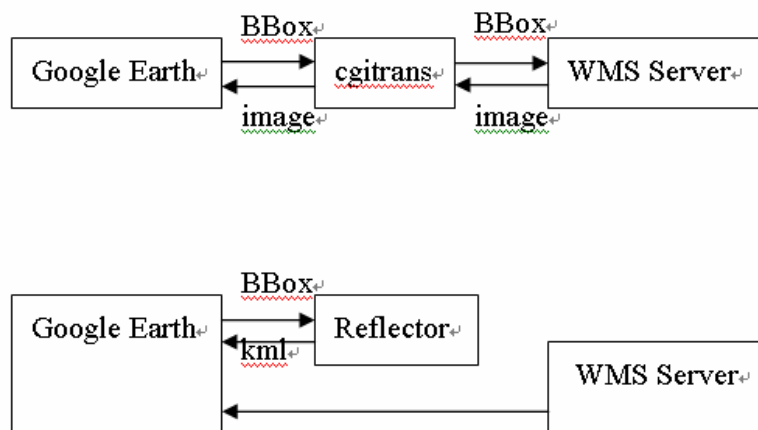 BBox
BBox
Google Earth
cgitrans
WMS Server
image
image
BBox
Google Earth
Reflector
kml
WMS Server